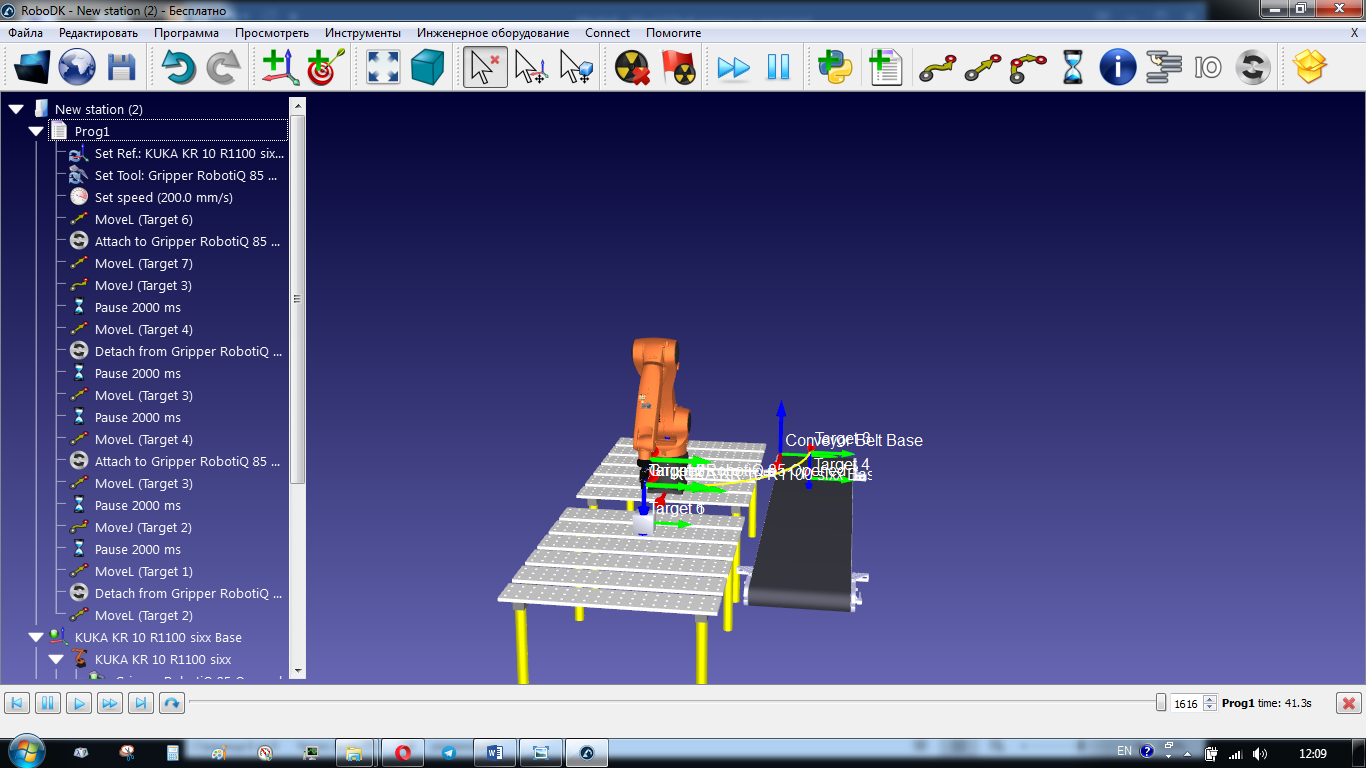 RoboDK - New station (2) - Бесплатно
Файла Редактировать Программа Просмотреть Инструменты Инженерное оборудование Connect Помогите X
New station (2)
Prog1
Set Ref.: KUKA KR 10 R1100 six...
Set Tool: Gripper RobotiQ 85 ...
Set speed (200.0 mm/s)
MoveL (Target 6)
Attach to Gripper RobotiQ 85 ...
MoveL (Target 7)
MoveJ (Target 3)
Pause 2000 ms
MoveL (Target 4)
Detach from Gripper RobotiQ ...
Pause 2000 ms
MoveL (Target 3)
Pause 2000 ms
MoveL (Target 4)
Attach to Gripper RobotiQ 85 ...
MoveL (Target 3)
Pause 2000 ms
MoveJ (Target 2)
Pause 2000 ms
MoveL (Target 1)
Detach from Gripper RobotiQ ...
MoveL (Target 2)
KUKA KR 10 R1100 sixx Base
KUKA KR 10 R1100 sixx
Conveyor Belt Base
Target 4
Target 6
1616 Prog1 time: 41.3s
EN 12:09